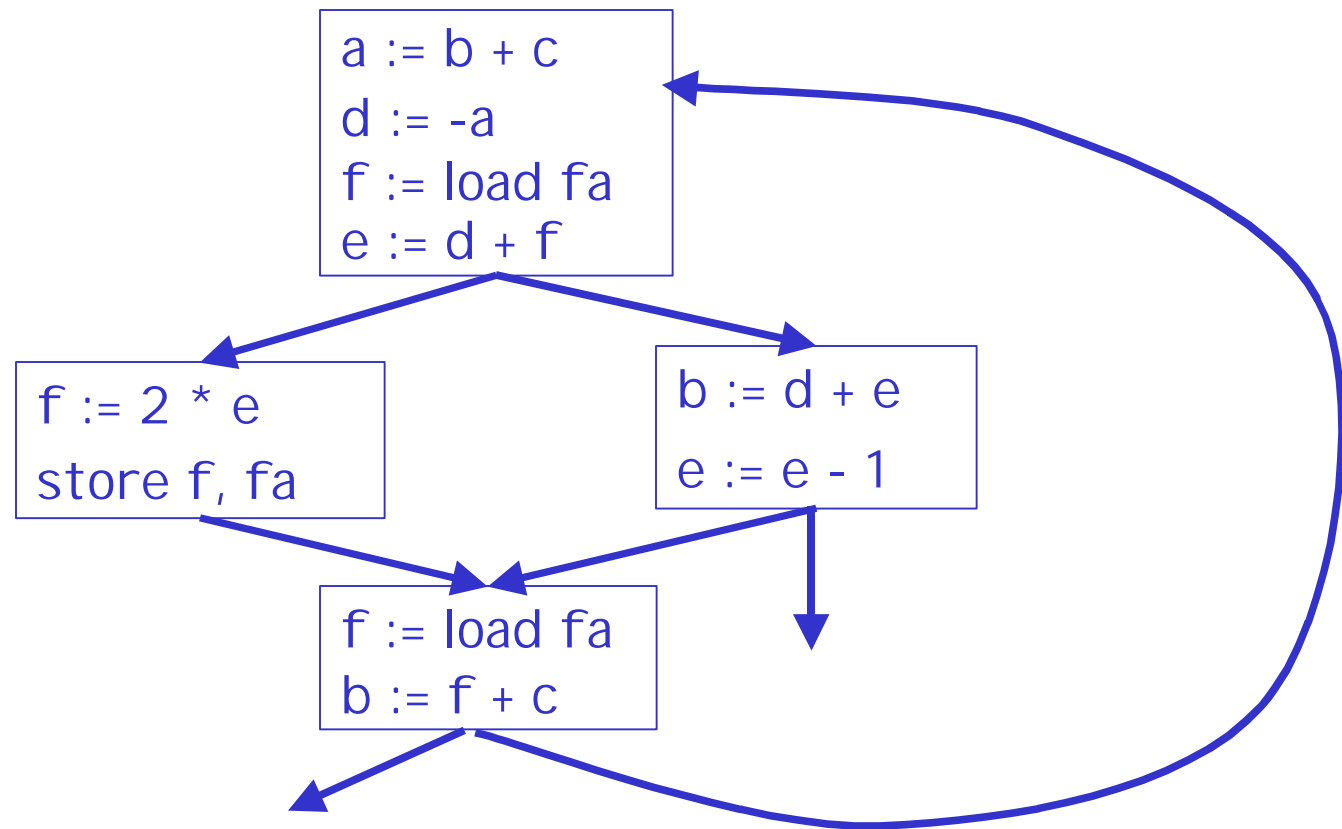 a := b + c
d := -a
f := load fa
e := d + f
f := 2 * e
store f, fa
b := d + e
e := e - 1
f := load fa
b := f + c